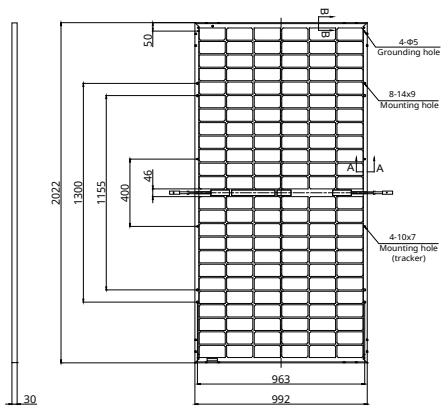 B
B
50
4-Φ5
Grounding hole
8-14x9
Mounting hole
A
A
46
2022
1300
1155
400
4-10x7
Mounting hole
(tracker)
963
30
992